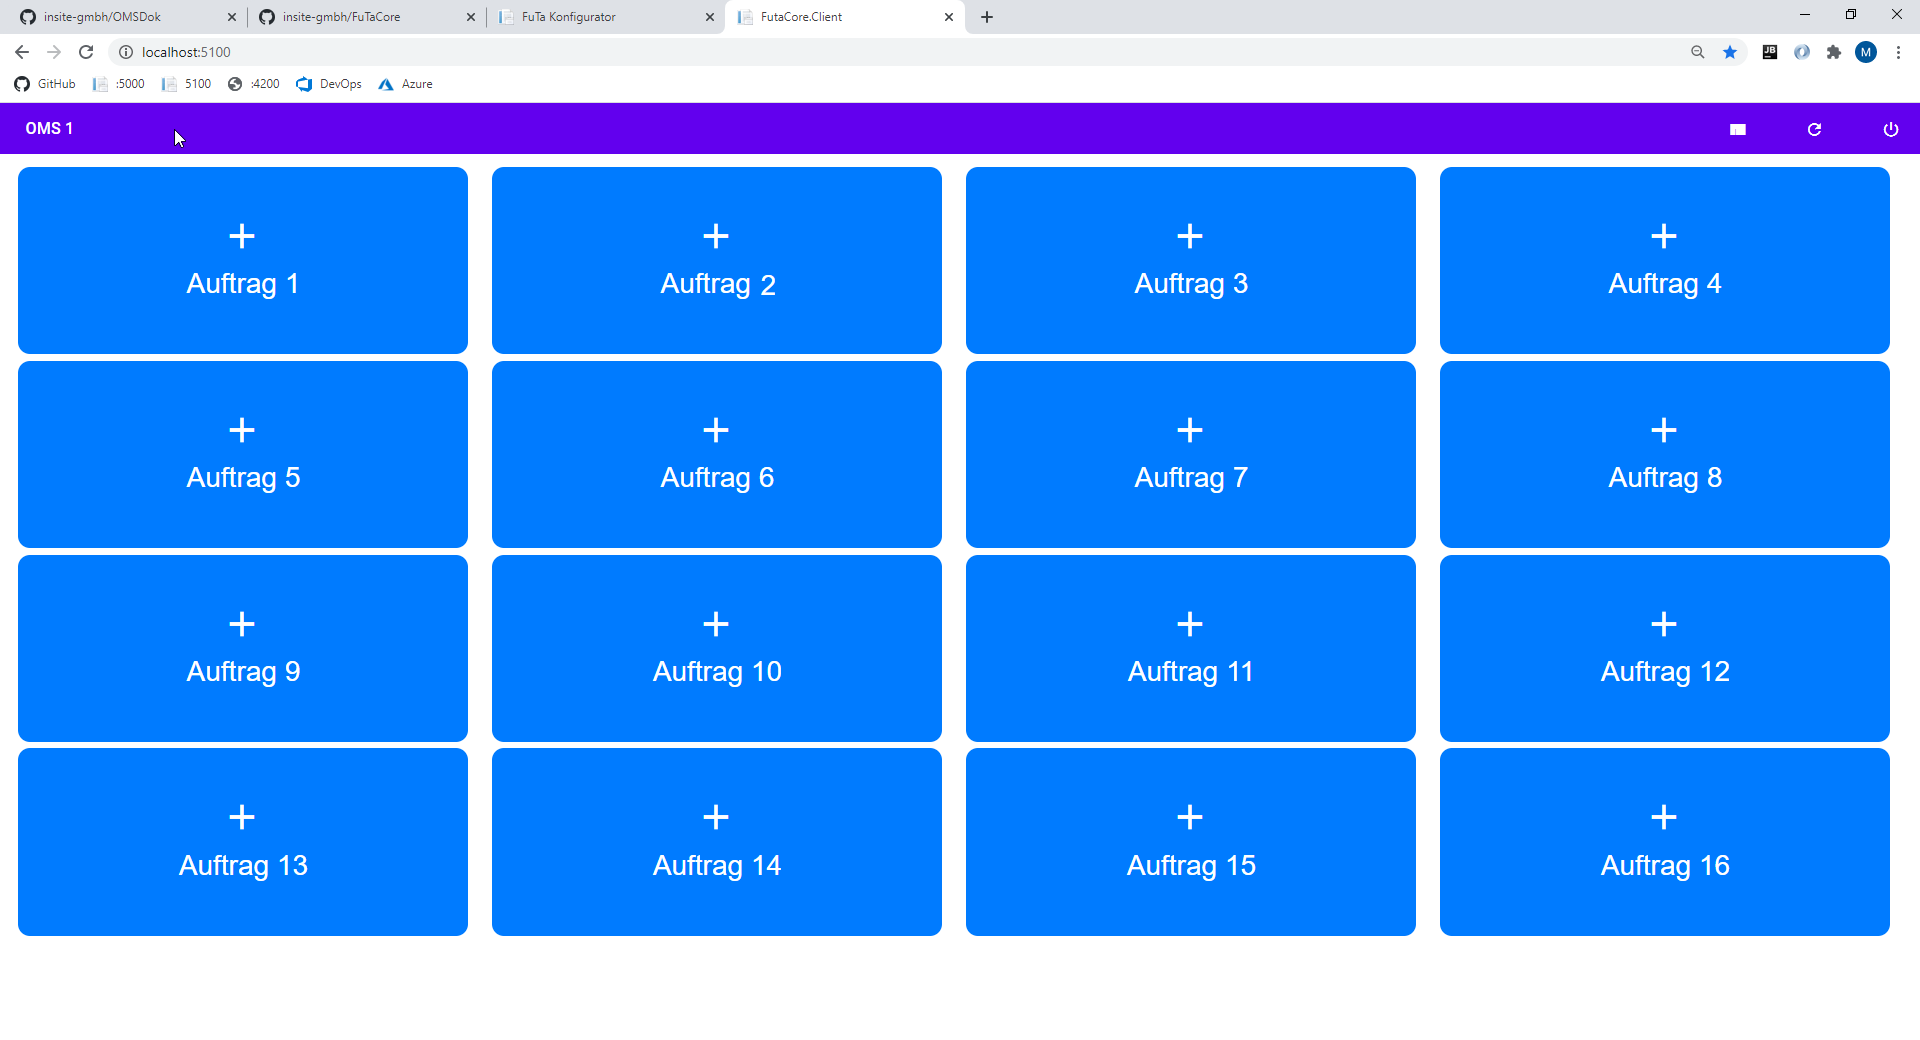 insite-gmbh/OMSDok insite-gmbh/FuTaCore FuTa Konfigurator FutaCore.Client
localhost:5100 JB M
GitHub :5000 5100 :4200 DevOps Azure
OMS 1
Auftrag 1 Auftrag 2 Auftrag 3 Auftrag 4
Auftrag 5 Auftrag 6 Auftrag 7 Auftrag 8
Auftrag 9 Auftrag 10 Auftrag 11 Auftrag 12
Auftrag 13 Auftrag 14 Auftrag 15 Auftrag 16